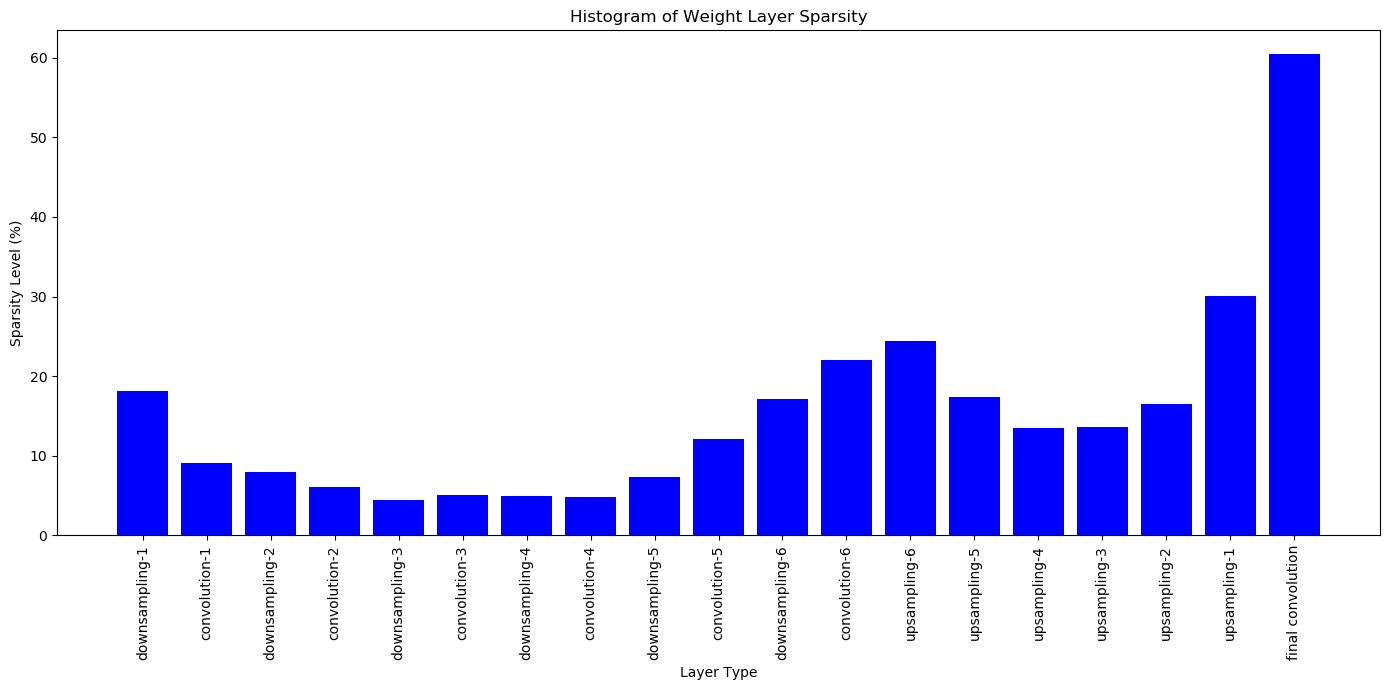 Histogram of Weight Layer Sparsity
Sparsity Level (%)
60
50
40
30
20
10
0
downsampling-1
convolution-1
downsampling-2
convolution-2
downsampling-3
convolution-3
downsampling-4
convolution-4
downsampling-5
convolution-5
downsampling-6
convolution-6
upsampling-6
upsampling-5
upsampling-4
upsampling-3
upsampling-2
upsampling-1
final convolution
Layer Type